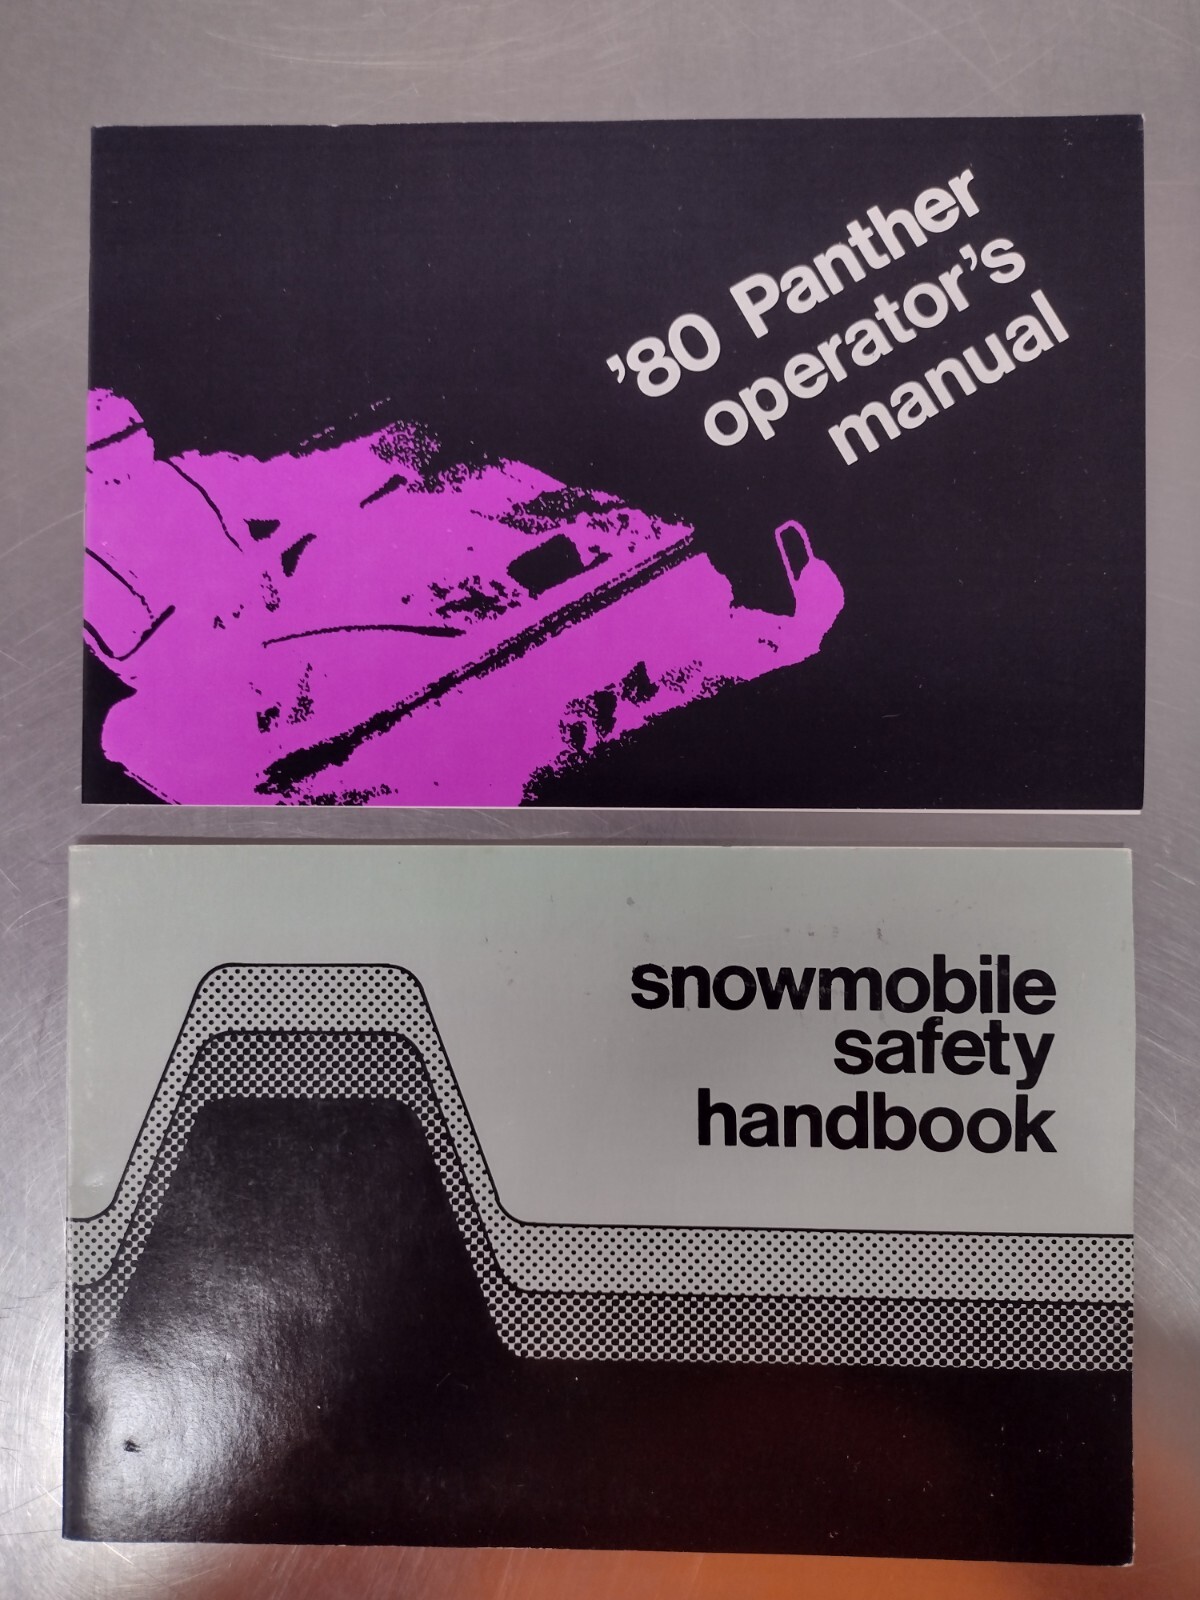 '80 Panther
operator's
manual
snowmobile
safety
handbook